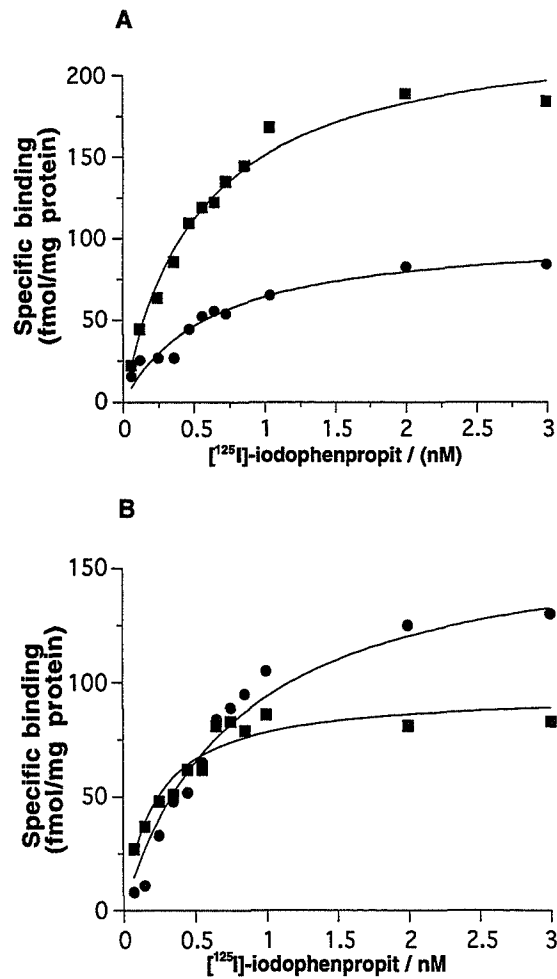 A
Specific binding
(fmol/mg protein)
200
150
100
50
0
0 0.5 1 1.5 2 2.5 3
[¹²⁵I]-iodophenpropit / (nM)
B
Specific binding
(fmol/mg protein)
150
100
50
0
0 0.5 1 1.5 2 2.5 3
[¹²⁵I]-iodophenpropit / nM